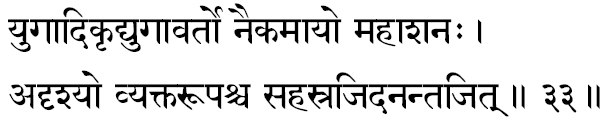 युगादिकृद्युगावर्तो नैकमायो महाशनः ।
अदृश्यो व्यक्तरूपश्च सहस्रजिदनन्तजित् ॥ ३३ ॥